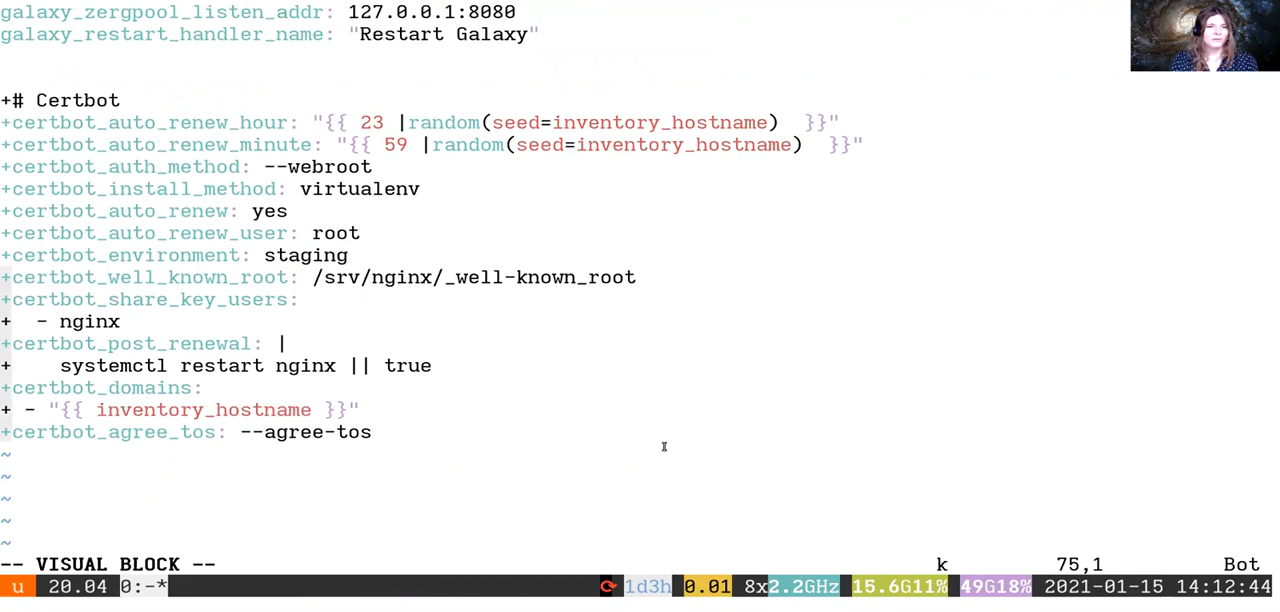 galaxy_zergpool_listen_addr: 127.0.0.1:8080
galaxy_restart_handler_name: "Restart Galaxy"
+# Certbot
+certbot_auto_renew_hour: "{{ 23 |random(seed=inventory_hostname)  }}"
+certbot_auto_renew_minute: "{{ 59 |random(seed=inventory_hostname)  }}"
+certbot_auth_method: --webroot
+certbot_install_method: virtualenv
+certbot_auto_renew: yes
+certbot_auto_renew_user: root
+certbot_environment: staging
+certbot_well_known_root: /srv/nginx/_well-known_root
+certbot_share_key_users:
+  - nginx
+certbot_post_renewal: |
+    systemctl restart nginx || true
+certbot_domains:
+ - "{{ inventory_hostname }}"
+certbot_agree_tos: --agree-tos
~
~
~
~
~
-- VISUAL BLOCK -- k 75,1 Bot
u 20.04 0:-* 1d3h 0.01 8x2.2GHz 15.6G11% 49G18% 2021-01-15 14:12:44